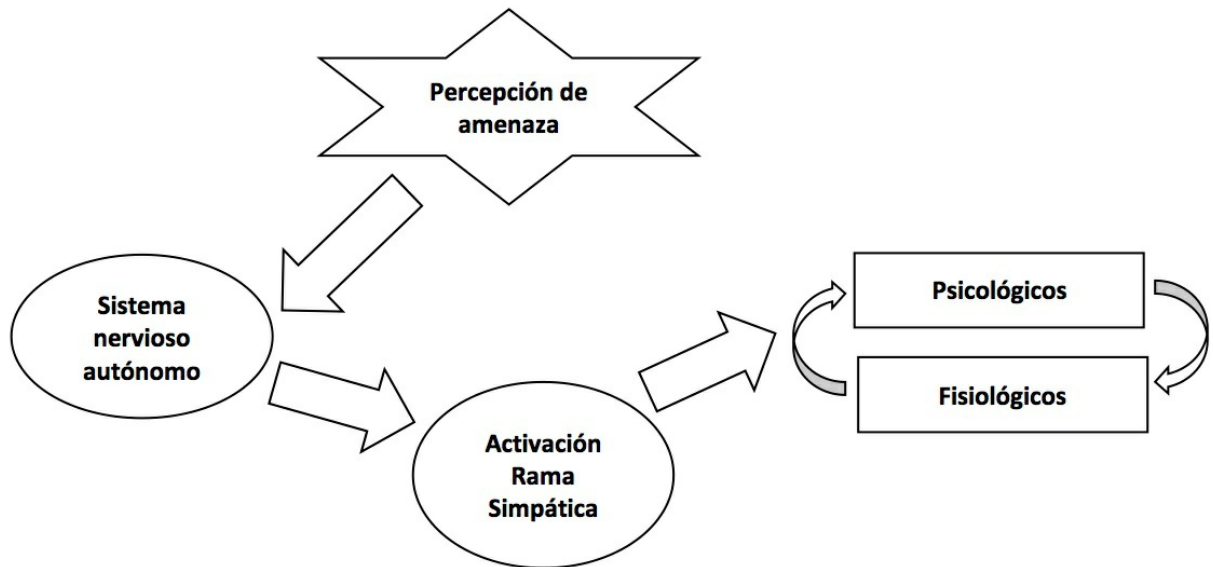 Percepción de
amenaza
Sistema
nervioso
autónomo
Activación
Rama
Simpática
Psicológicos
Fisiológicos